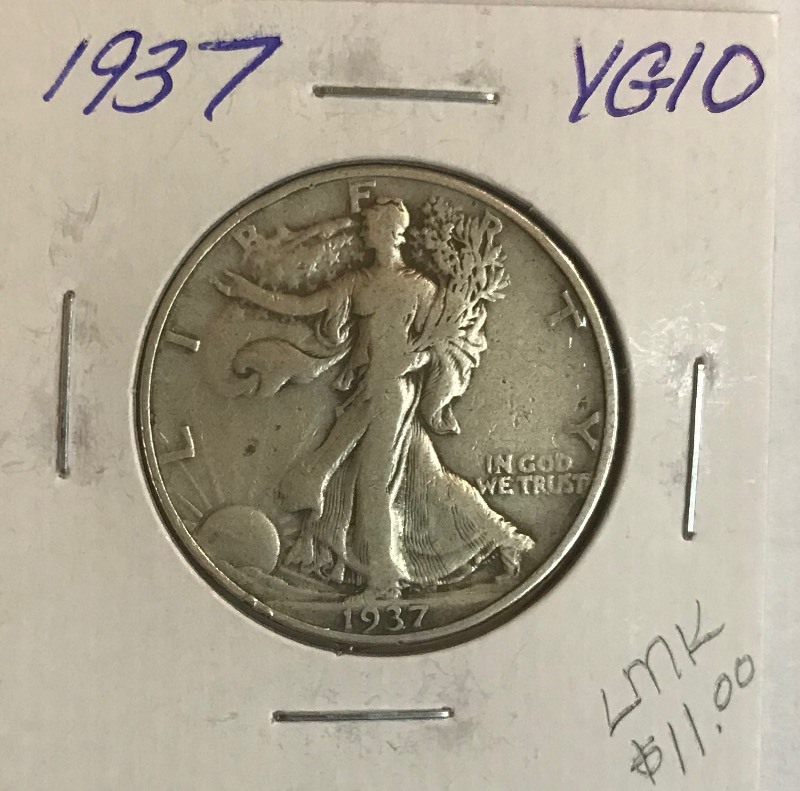 1937 VG10
LIBERTY
IN GOD
WE TRUST
1937
LMK
$11.00